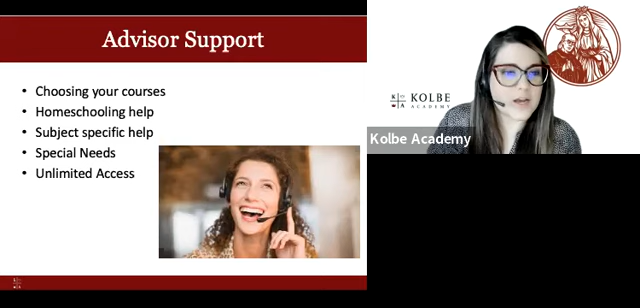 Advisor Support
• Choosing your courses
• Homeschooling help
• Subject specific help
• Special Needs
• Unlimited Access
K A
KOLBE
ACADEMY
Kolbe Academy